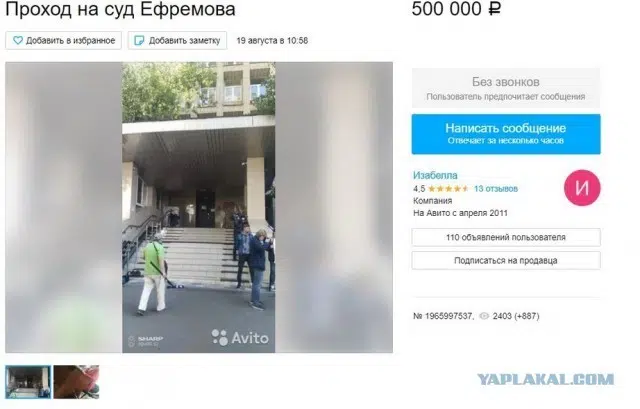 Проход на суд Ефремова
500 000 ₽
Добавить в избранное
Добавить заметку
19 августа в 10:58
Без звонков
Пользователь предпочитает сообщения
Написать сообщение
Отвечает за несколько часов
Изабелла
4,5
13 отзывов
Компания
На Авито с апреля 2011
И
110 объявлений пользователя
Подписаться на продавца
№ 1965997537,
2403 (+887)
SHARP
Avito
YAPLAKAL.COM